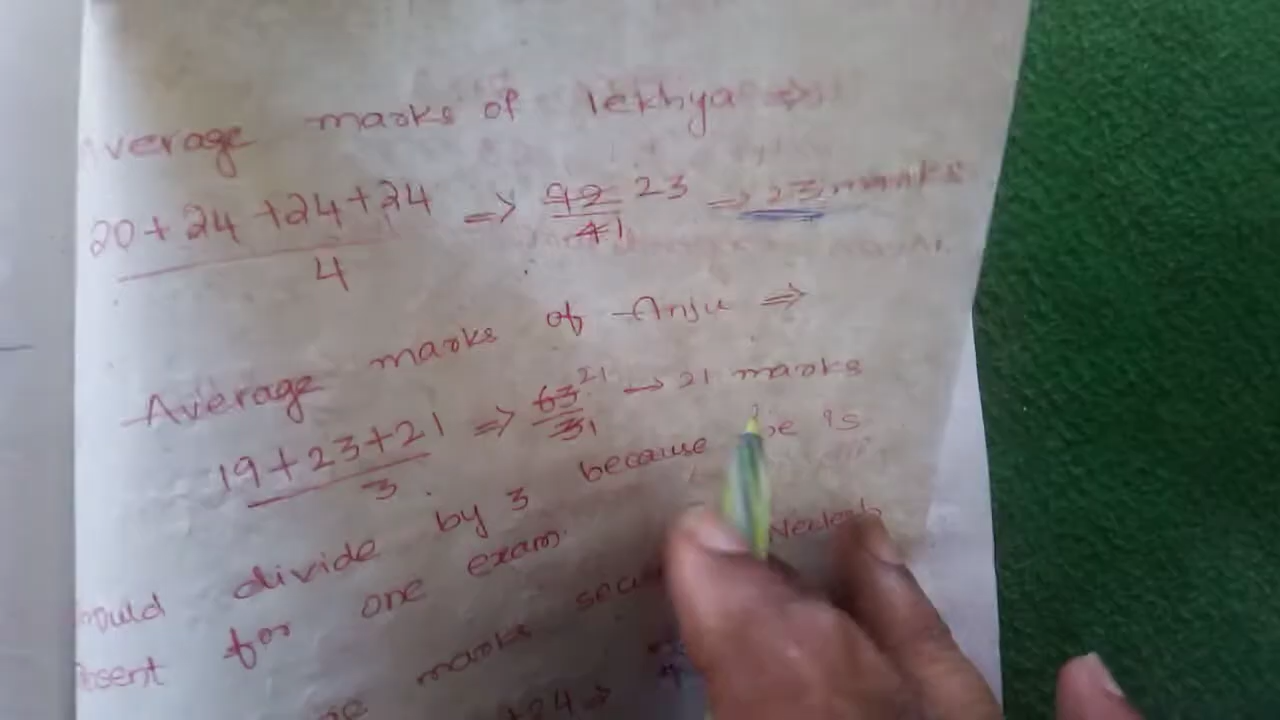 verage marks of lekhya ⇒
20 + 24 + 24 + 24 / 4 ⇒ 92 / 4 1 23 → 23 marks
Average marks of Anju ⇒
19 + 23 + 21 / 3 ⇒ 63 / 3 1 21 → 21 marks
ould divide by 3 because is
bsent for one exam.
marks
+24 ⇒